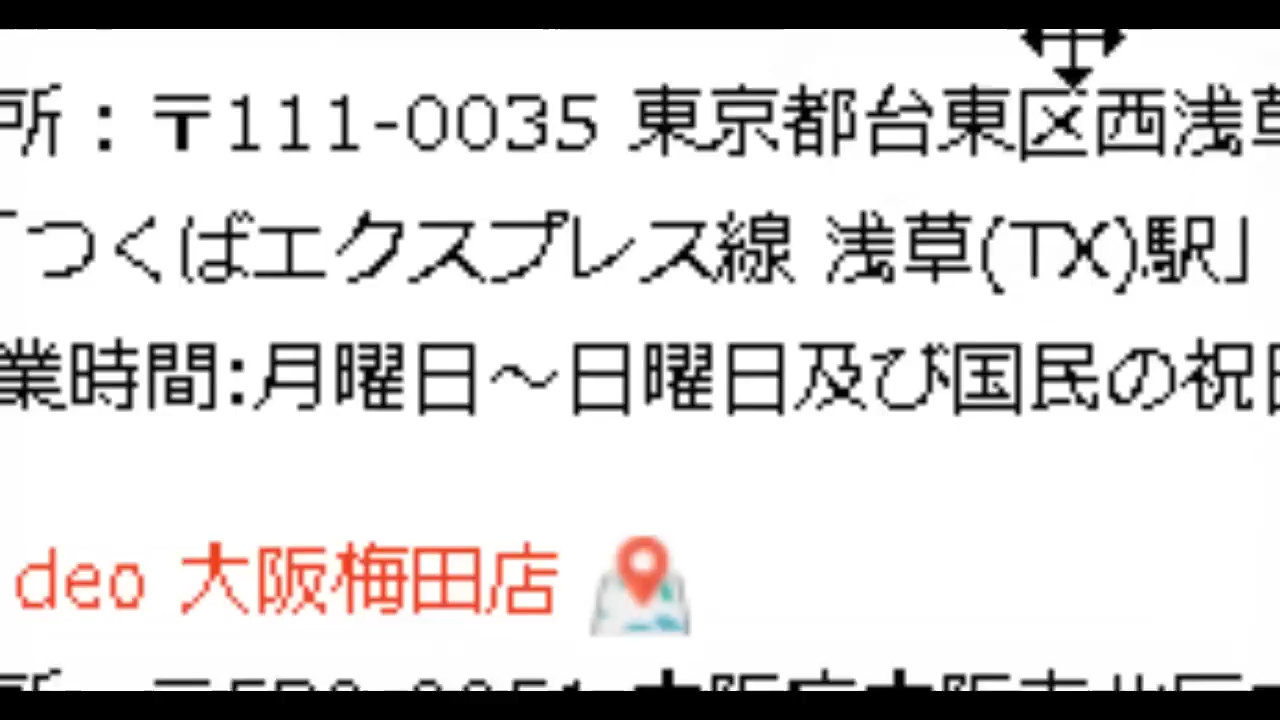 所：〒111-0035 東京都台東区西浅草
「つくばエクスプレス線 浅草(TX)駅」
業時間:月曜日～日曜日及び国民の祝日
deo 大阪梅田店